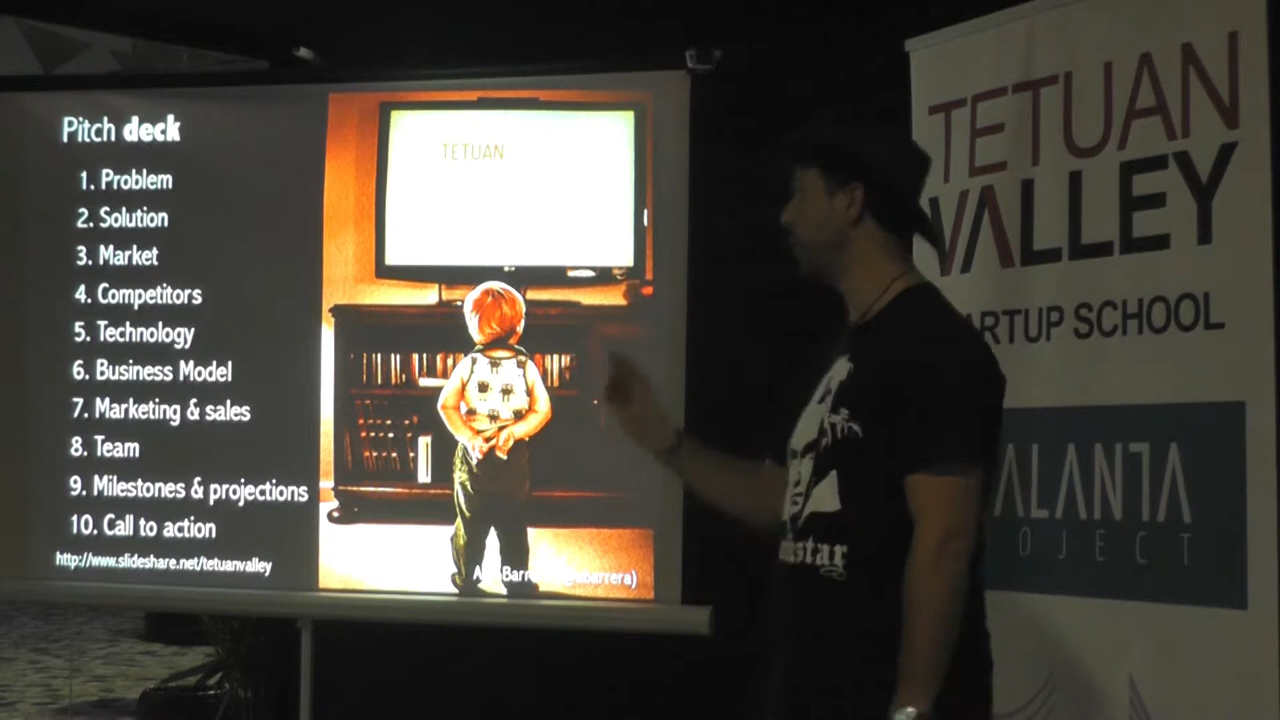 Pitch deck
1. Problem
2. Solution
3. Market
4. Competitors
5. Technology
6. Business Model
7. Marketing & sales
8. Team
9. Milestones & projections
10. Call to action
http://www.slideshare.net/tetuanvalley
TETUAN
TETUAN
VALLEY
ARTUP SCHOOL
ALANTA
OJECT